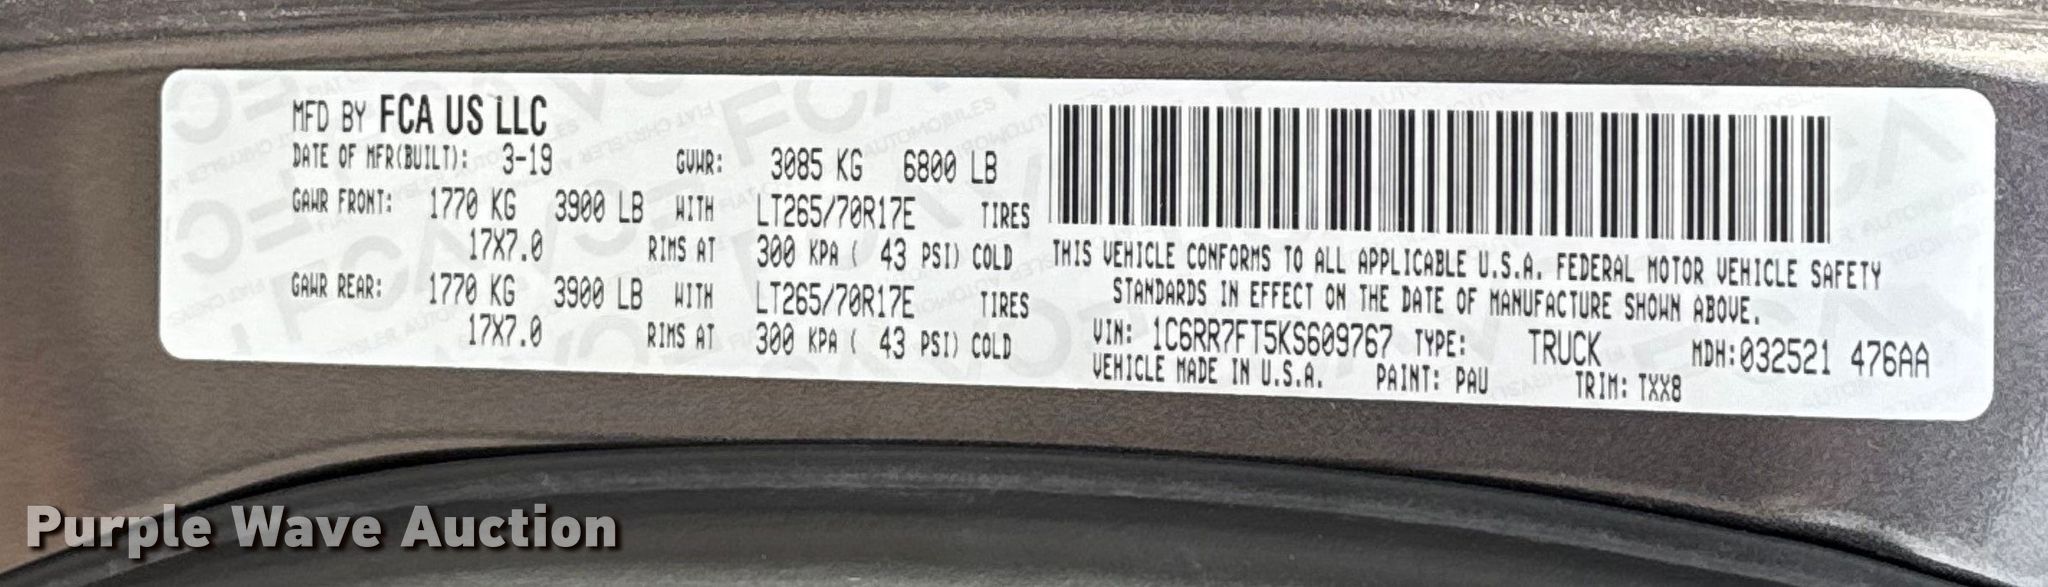 MFD BY FCA US LLC
DATE OF MFR(BUILT): 3-19 GVWR: 3085 KG 6800 LB
GAWR FRONT: 1770 KG 3900 LB WITH LT265/70R17E TIRES
17X7.0 RIMS AT 300 KPA ( 43 PSI) COLD
GAWR REAR: 1770 KG 3900 LB WITH LT265/70R17E TIRES
17X7.0 RIMS AT 300 KPA ( 43 PSI) COLD
THIS VEHICLE CONFORMS TO ALL APPLICABLE U.S.A. FEDERAL MOTOR VEHICLE SAFETY
STANDARDS IN EFFECT ON THE DATE OF MANUFACTURE SHOWN ABOVE.
VIN: 1C6RR7FT5KS609767 TYPE: TRUCK MDH:032521 476AA
VEHICLE MADE IN U.S.A. PAINT: PAU TRIM: TXX8
Purple Wave Auction